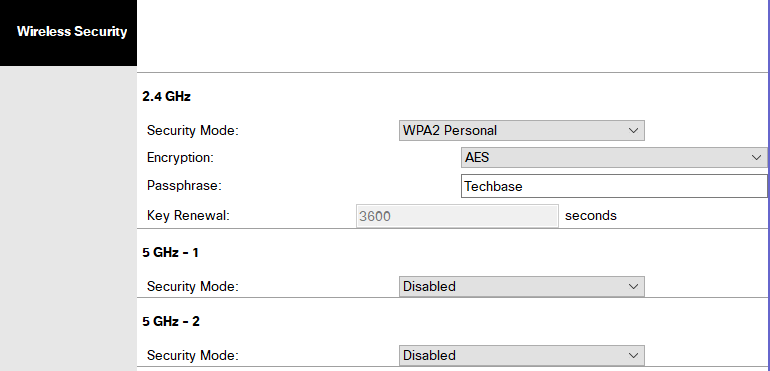 Wireless Security
2.4 GHz
Security Mode: WPA2 Personal
Encryption: AES
Passphrase: Techbase
Key Renewal: 3600 seconds
5 GHz - 1
Security Mode: Disabled
5 GHz - 2
Security Mode: Disabled